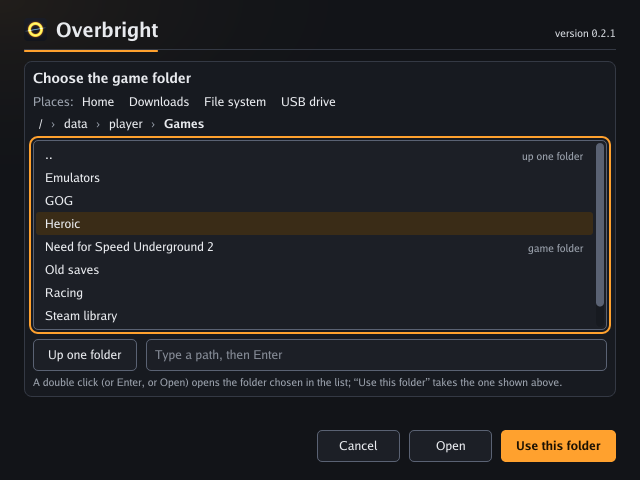 Overbright
version 0.2.1
Choose the game folder
Places: Home Downloads File system USB drive
/ › data › player › Games
.. up one folder
Emulators
GOG
Heroic
Need for Speed Underground 2 game folder
Old saves
Racing
Steam library
Up one folder Type a path, then Enter
A double click (or Enter, or Open) opens the folder chosen in the list; “Use this folder” takes the one shown above.
Cancel Open Use this folder